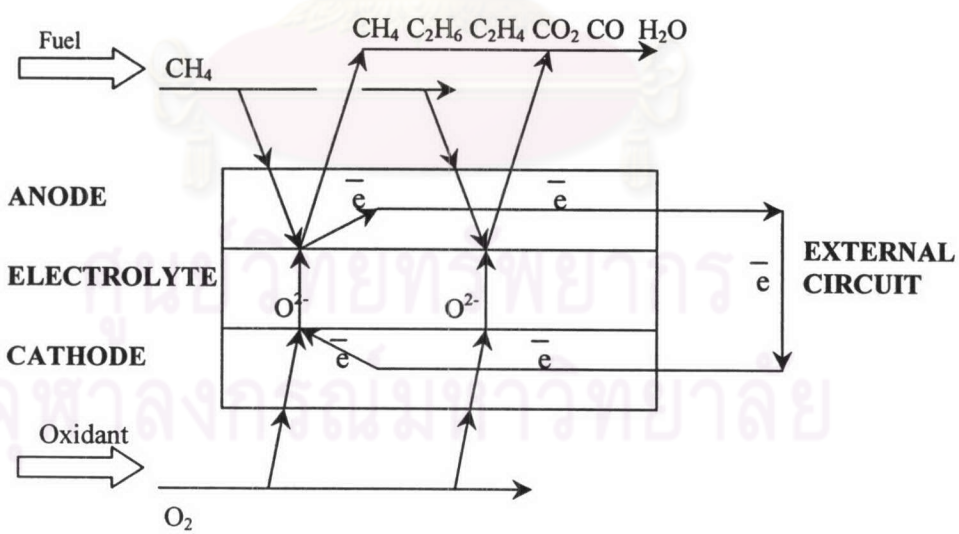 CH₄ C₂H₆ C₂H₄ CO₂ CO H₂O
Fuel
CH₄
ANODE
e̅ e̅
ELECTROLYTE
O²⁻ O²⁻
e̅
EXTERNAL
CIRCUIT
CATHODE
e̅ e̅
Oxidant
O₂
ศูนย์วิทยทรัพยากร
จุฬาลงกรณ์มหาวิทยาลัย